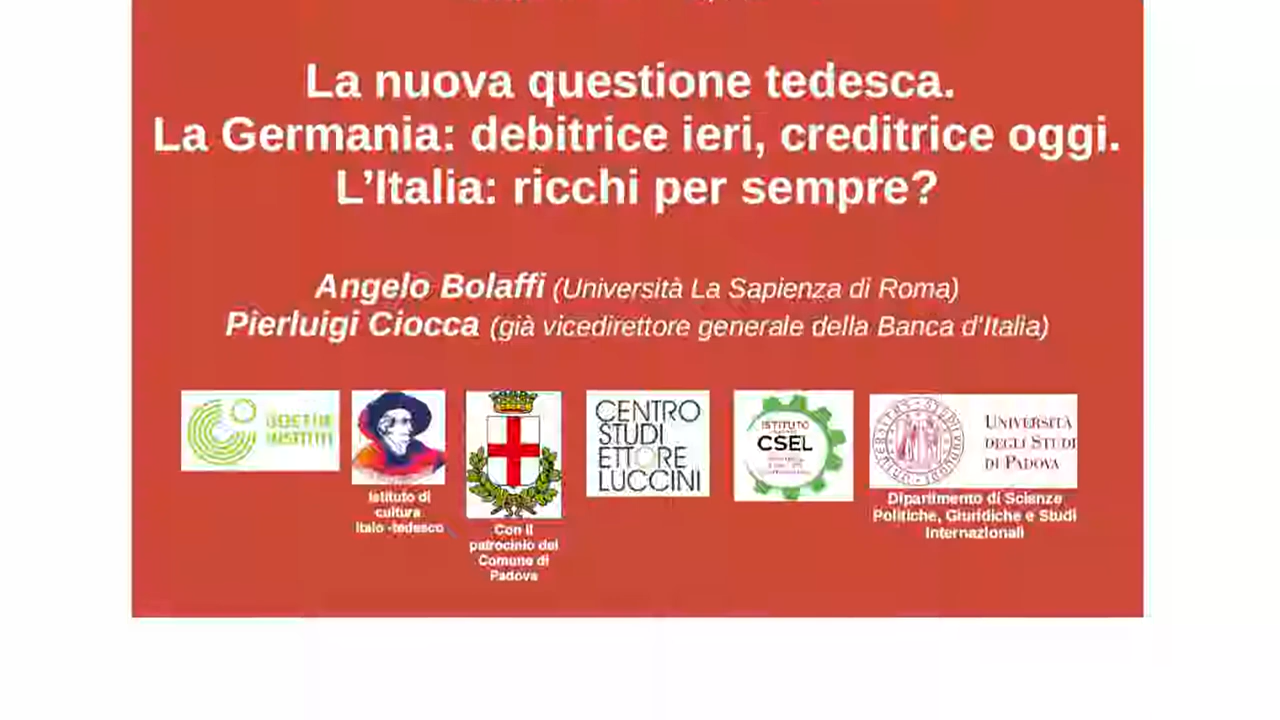 La nuova questione tedesca.
La Germania: debitrice ieri, creditrice oggi.
L’Italia: ricchi per sempre?
Angelo Bolaffi (Università La Sapienza di Roma)
Pierluigi Ciocca (già vicedirettore generale della Banca d'Italia)
GOETHE
INSTITUT
Istituto di
cultura
italo -tedesco
Con il
patrocinio del
Comune di
Padova
CENTRO
STUDI
ETTORE
LUCCINI
ISTITUTO
CSEL
UNIVERSITÀ
DEGLI STUDI
DI PADOVA
Dipartimento di Scienze
Politiche, Giuridiche e Studi
Internazionali